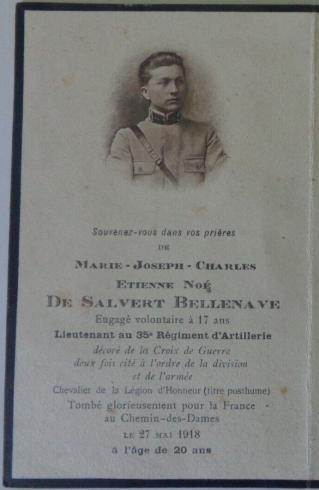 Souvenez-vous dans vos prières
DE
MARIE - JOSEPH - CHARLES
ETIENNE NOÉ
DE SALVERT BELLENAVE
Engagé volontaire à 17 ans
Lieutenant au 35e Régiment d'Artillerie
décoré de la Croix de Guerre
deux fois cité à l'ordre de la division
et de l'armée
Chevalier de la Légion d'Honneur (titre posthume)
Tombé glorieusement pour la France
au Chemin-des-Dames
LE 27 MAI 1918
à l'âge de 20 ans